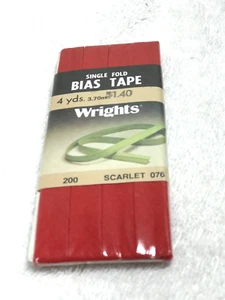 SINGLE FOLD
BIAS TAPE
4 yds. 3.70m $1.40
Wrights®
200 SCARLET 076